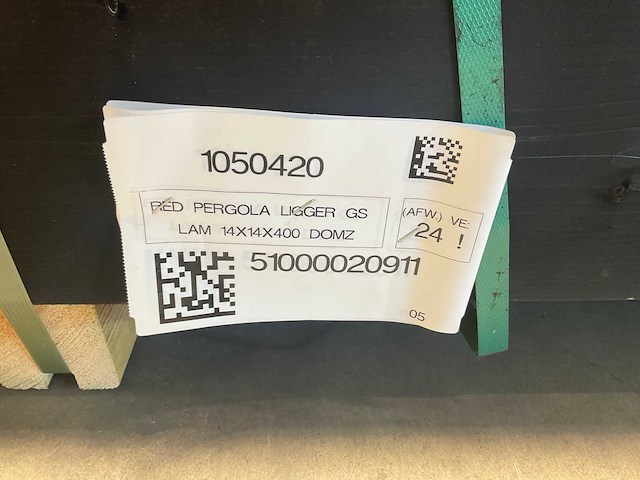 1050420
RED PERGOLA LIGGER GS
LAM 14X14X400 DOMZ
(AFW.) VE:
24 !
51000020911
05